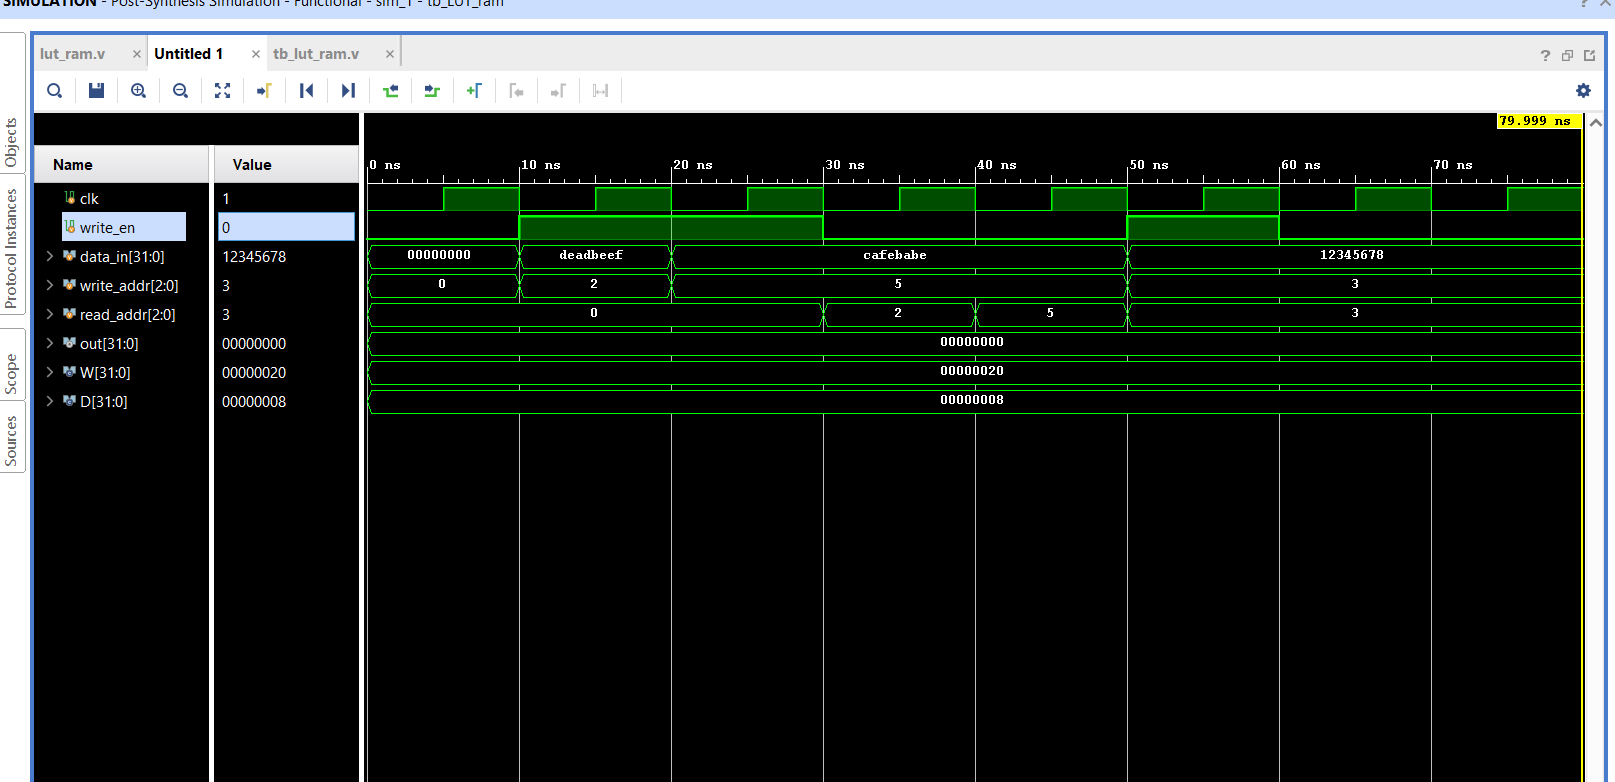 SIMULATION - Post-Synthesis Simulation - Functional - sim_1 - tb_LUT_ram
lut_ram.v Untitled 1 tb_lut_ram.v
79.999 ns
Name Value 0 ns 10 ns 20 ns 30 ns 40 ns 50 ns 60 ns 70 ns
clk 1
write_en 0
data_in[31:0] 12345678 00000000 deadbeef cafebabe 12345678
write_addr[2:0] 3 0 2 5 3
read_addr[2:0] 3 0 2 5 3
out[31:0] 00000000 00000000
W[31:0] 00000020 00000020
D[31:0] 00000008 00000008
Objects
Protocol Instances
Scope
Sources